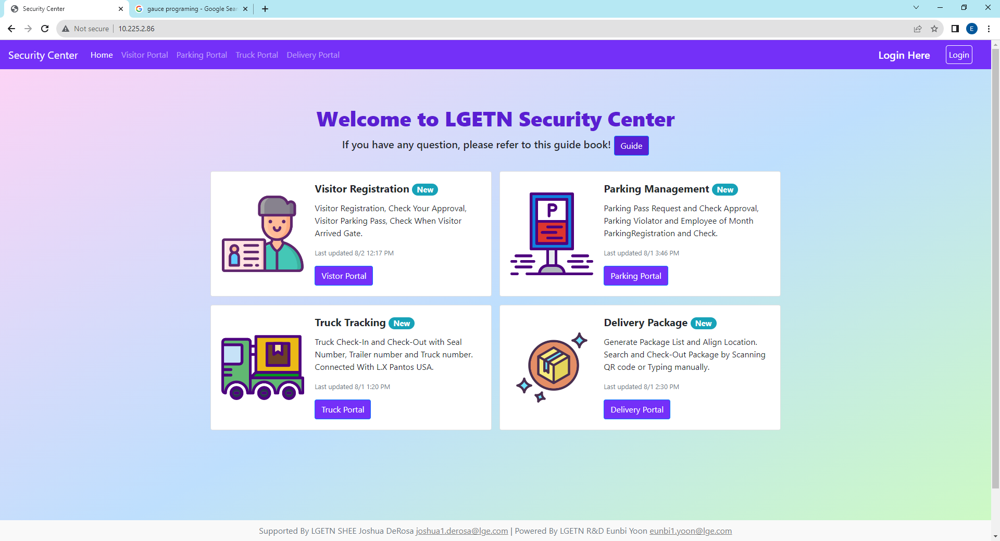 Security Center
gauce programing - Google Sear
Not secure
10.225.2.86
E
Security Center
Home
Visitor Portal
Parking Portal
Truck Portal
Delivery Portal
Login Here
Login
Welcome to LGETN Security Center
If you have any question, please refer to this guide book!
Guide
Visitor Registration New
Visitor Registration, Check Your Approval,
Visitor Parking Pass, Check When Visitor
Arrived Gate.
Last updated 8/2 12:17 PM
Vistor Portal
P
Parking Management New
Parking Pass Request and Check Approval,
Parking Violator and Employee of Month
ParkingRegistration and Check.
Last updated 8/1 3:46 PM
Parking Portal
Truck Tracking New
Truck Check-In and Check-Out with Seal
Number, Trailer number and Truck number.
Connected With L.X Pantos USA.
Last updated 8/1 1:20 PM
Truck Portal
Delivery Package New
Generate Package List and Align Location.
Search and Check-Out Package by Scanning
QR code or Typing manually.
Last updated 8/1 2:30 PM
Delivery Portal
Supported By LGETN SHEE Joshua DeRosa joshua1.derosa@lge.com | Powered By LGETN R&D Eunbi Yoon eunbi1.yoon@lge.com